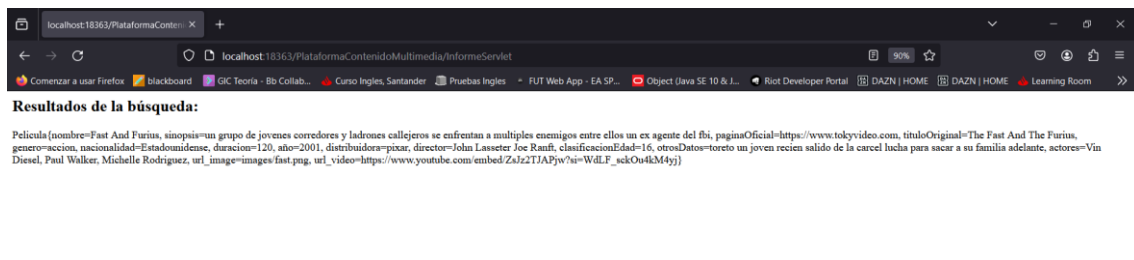 localhost:18363/PlataformaConteni
localhost:18363/PlataformaContenidoMultimedia/InformeServlet 90%
Comenzar a usar Firefox blackboard GIC Teoría - Bb Collab... Curso Ingles, Santander Pruebas Ingles FUT Web App - EA SP... Object (Java SE 10 & J... Riot Developer Portal DAZN | HOME DAZN | HOME Learning Room
Resultados de la búsqueda:
Pelicula{nombre=Fast And Furius, sinopsis=un grupo de jovenes corredores y ladrones callejeros se enfrentan a multiples enemigos entre ellos un ex agente del fbi, paginaOficial=https://www.tokyvideo.com, tituloOriginal=The Fast And The Furius,
genero=accion, nacionalidad=Estadounidense, duracion=120, año=2001, distribuidora=pixar, director=John Lasseter Joe Ranft, clasificacionEdad=16, otrosDatos=toreto un joven recien salido de la carcel lucha para sacar a su familia adelante, actores=Vin
Diesel, Paul Walker, Michelle Rodriguez, url_image=images/fast.png, url_video=https://www.youtube.com/embed/ZsJz2TJAPjw?si=WdLF_sckOu4kM4yj}